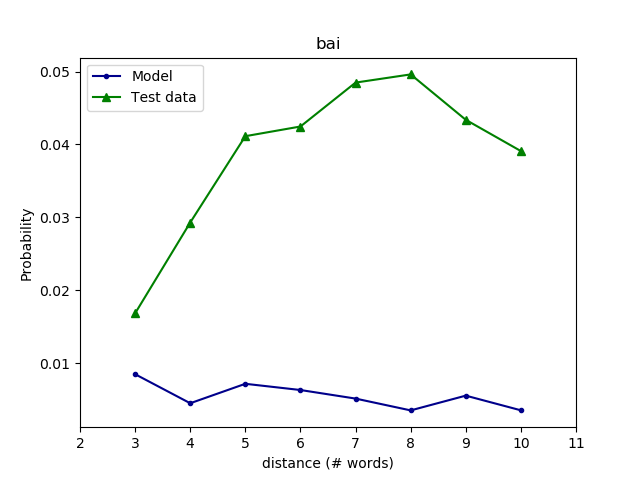 bai
Model
Test data
0.05
0.04
0.03
0.02
0.01
Probability
2 3 4 5 6 7 8 9 10 11
distance (# words)